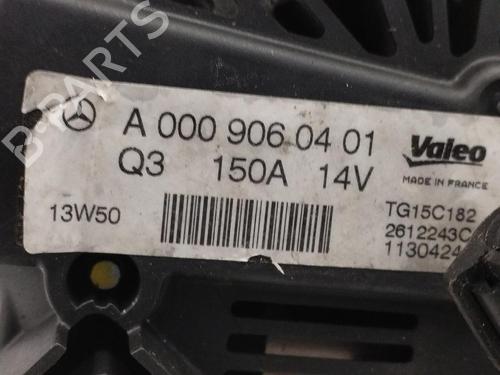 A 000 906 04 01
Q3 150A 14V
13W50
Valeo
MADE IN FRANCE
TG15C182
2612243C
1130424
B-PARTS